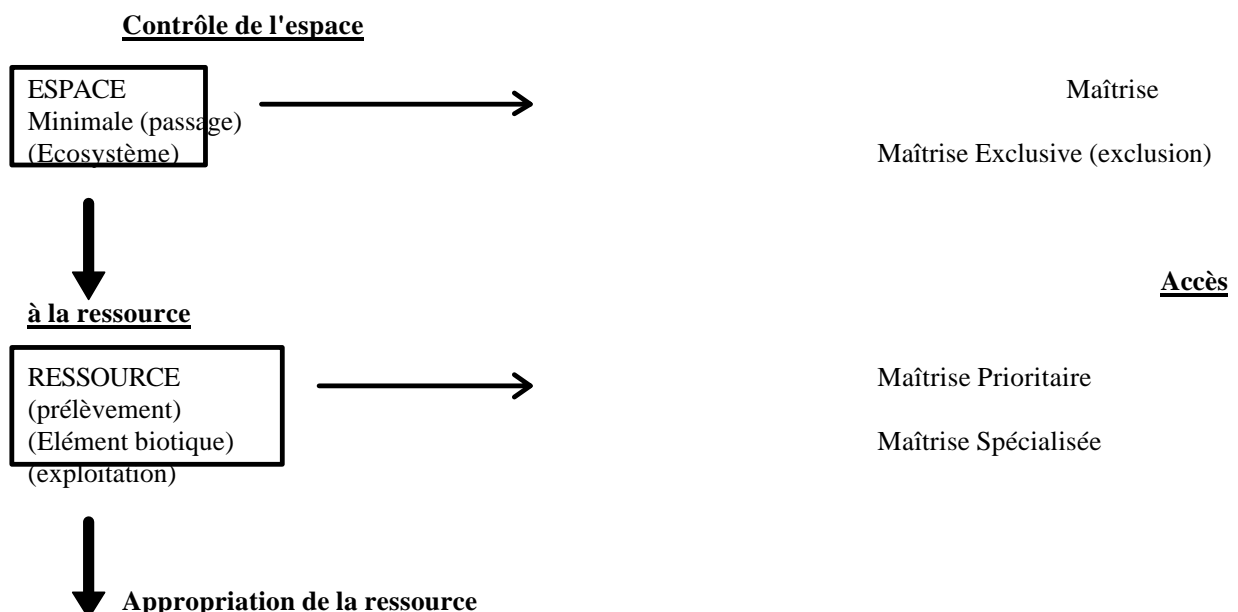 Contrôle de l'espace
ESPACE Maîtrise
Minimale (passage)
(Ecosystème) Maîtrise Exclusive (exclusion)
Accès
à la ressource
RESSOURCE Maîtrise Prioritaire
(prélèvement)
(Elément biotique) Maîtrise Spécialisée
(exploitation)
Appropriation de la ressource